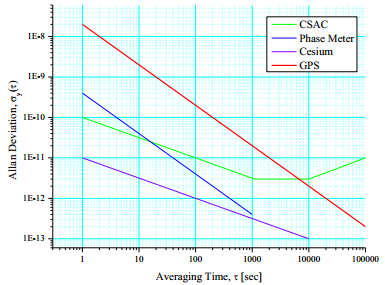 CSAC
Phase Meter
Cesium
GPS
Allan Deviation, σy(τ)
1E-8
1E-9
1E-10
1E-11
1E-12
1E-13
1 10 100 1000 10000 100000
Averaging Time, τ [sec]